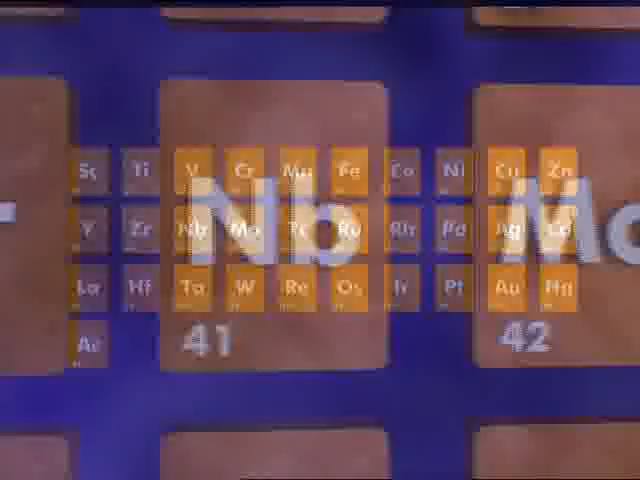 Sc Ti V Cr Mn Fe Co Ni Cu Zn
Y Zr Nb Mo Tc Ru Rh Pd Ag Cd
La Hf Ta W Re Os Ir Pt Au Hg
Ac
Nb Mo
41 42